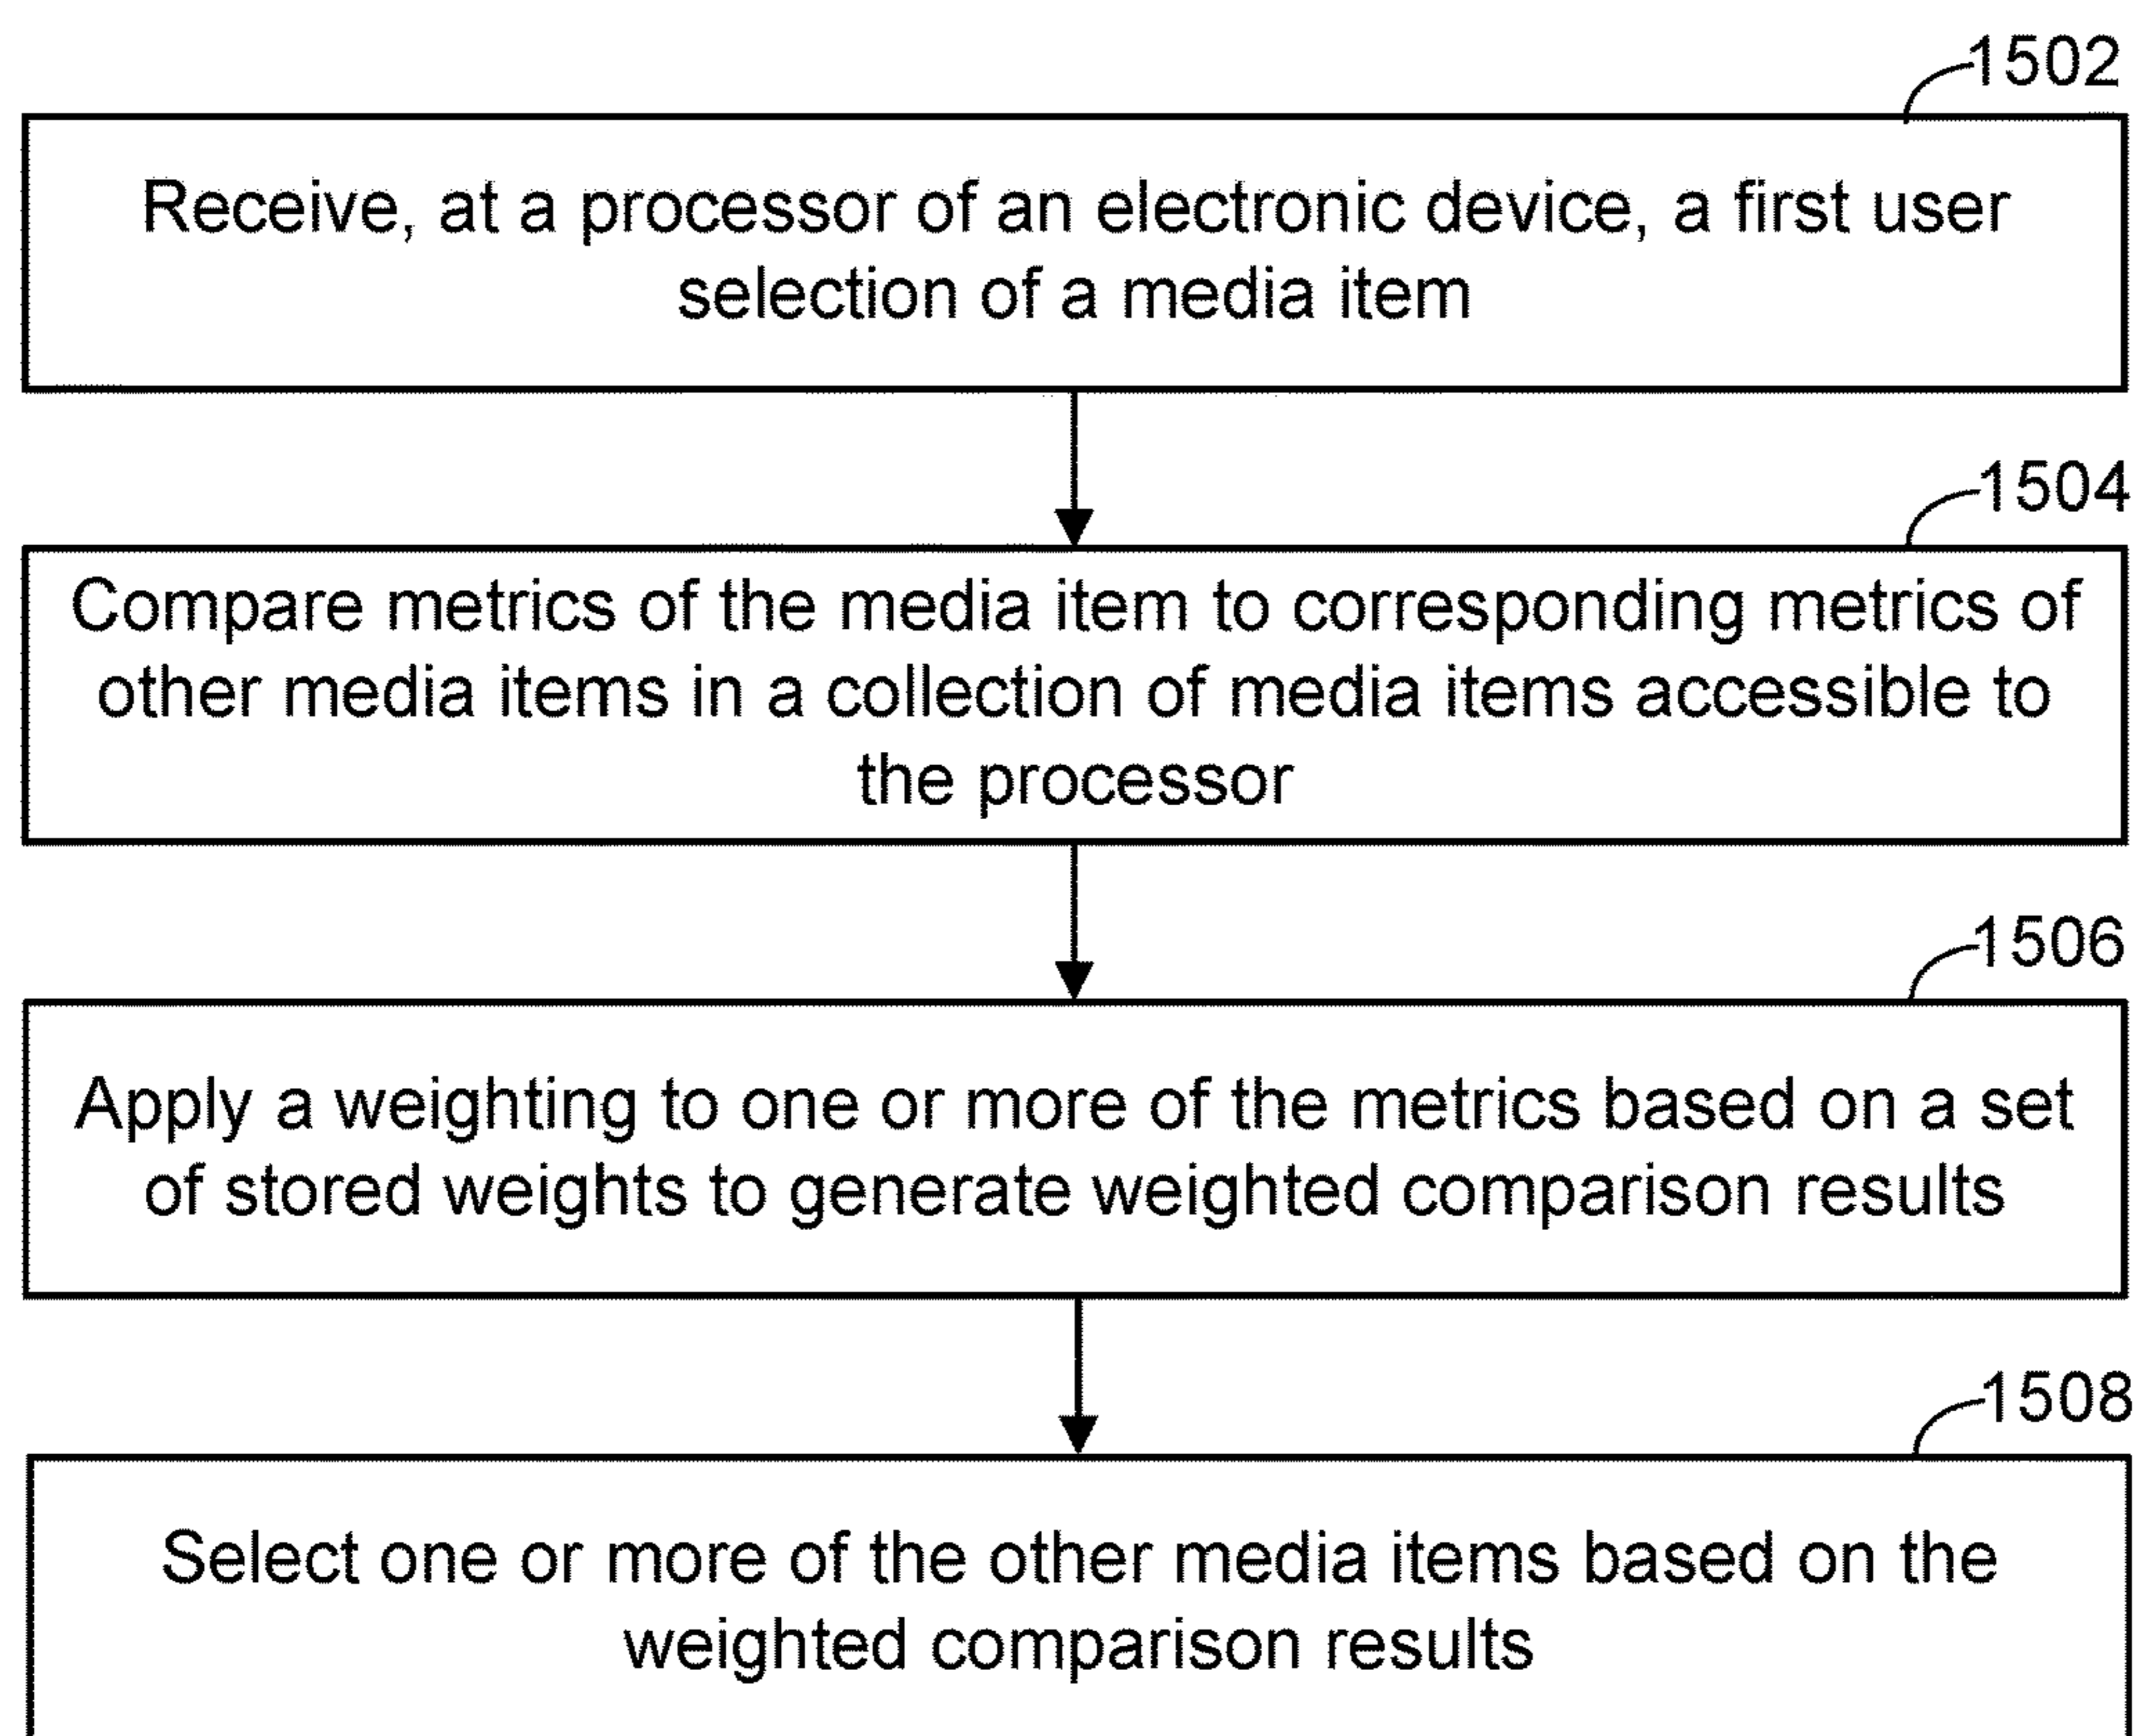 1502
Receive, at a processor of an electronic device, a first user
selection of a media item
1504
Compare metrics of the media item to corresponding metrics of
other media items in a collection of media items accessible to
the processor
1506
Apply a weighting to one or more of the metrics based on a set
of stored weights to generate weighted comparison results
1508
Select one or more of the other media items based on the
weighted comparison results